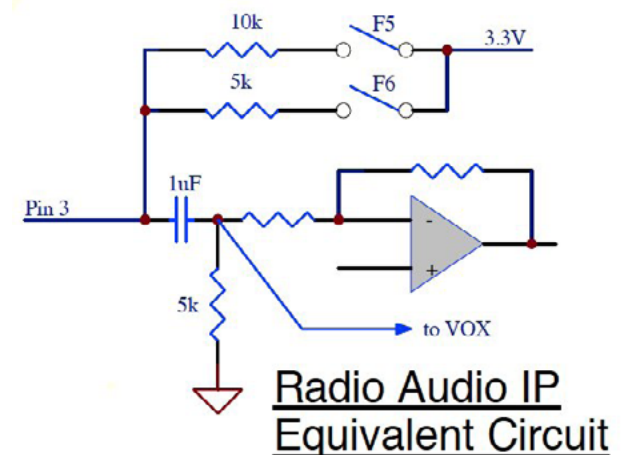 10k
F5
3.3V
5k
F6
1uF
Pin 3
-
+
5k
to VOX
Radio Audio IP
Equivalent Circuit